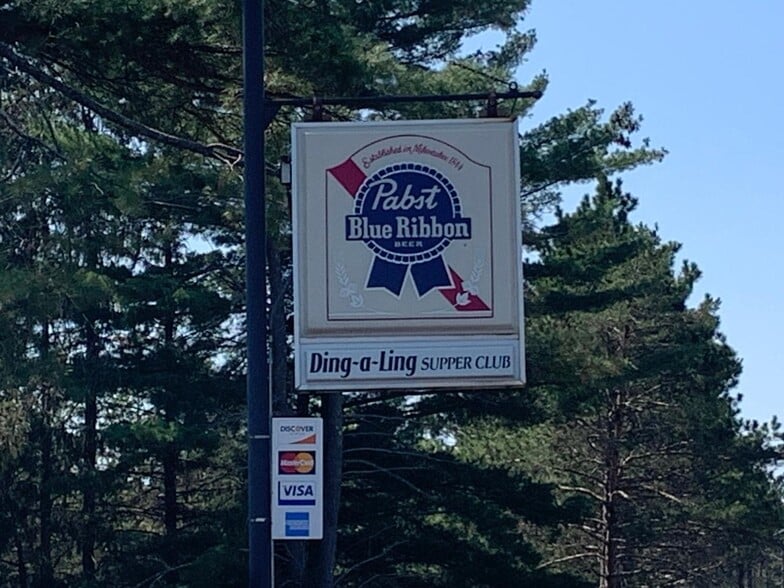 Established in Milwaukee 1844
Pabst
Blue Ribbon
BEER
Ding-a-Ling SUPPER CLUB
DISCOVER
MasterCard
VISA